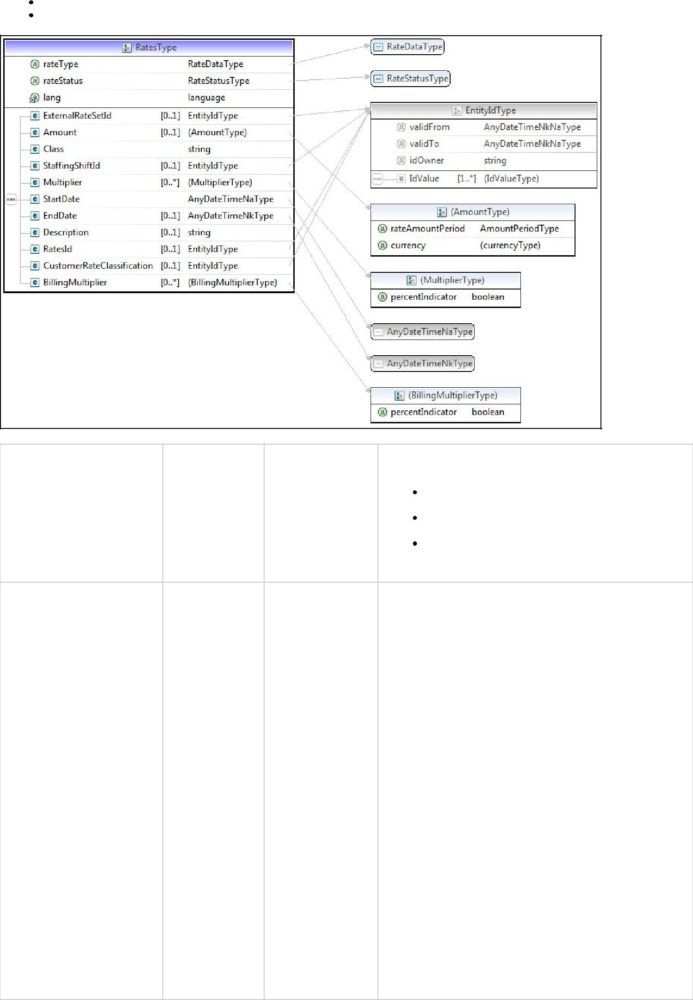 RatesType
rateType RateDataType
rateStatus RateStatusType
lang language
ExternalRateSetId [0..1] EntityIdType
Amount [0..1] (AmountType)
Class string
StaffingShiftId [0..1] EntityIdType
Multiplier [0..*] (MultiplierType)
StartDate AnyDateTimeNaType
EndDate [0..1] AnyDateTimeNkType
Description [0..1] string
RatesId [0..1] EntityIdType
CustomerRateClassification [0..1] EntityIdType
BillingMultiplier [0..*] (BillingMultiplierType)
RateDataType
RateStatusType
EntityIdType
validFrom AnyDateTimeNkNaType
validTo AnyDateTimeNkNaType
idOwner string
IdValue [1..*] (IdValueType)
(AmountType)
rateAmountPeriod AmountPeriodType
currency (currencyType)
(MultiplierType)
percentIndicator boolean
AnyDateTimeNaType
AnyDateTimeNkType
(BillingMultiplierType)
percentIndicator boolean